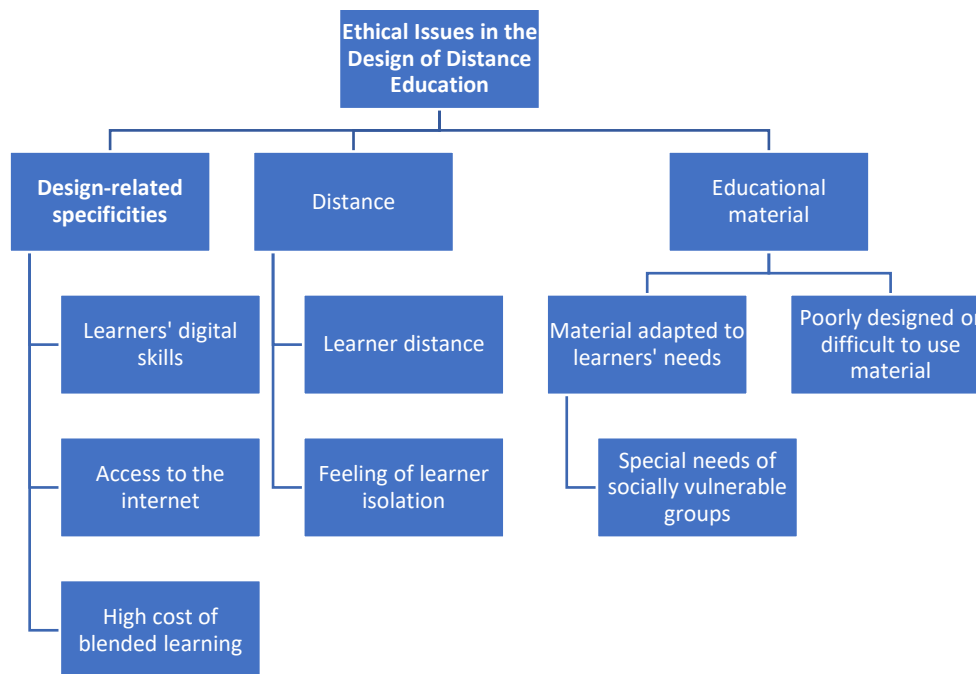 Ethical Issues in the
Design of Distance
Education
Design-related
specificities
Distance
Educational
material
Learners' digital
skills
Learner distance
Material adapted to
learners' needs
Poorly designed or
difficult to use
material
Access to the
internet
Feeling of learner
isolation
Special needs of
socially vulnerable
groups
High cost of
blended learning